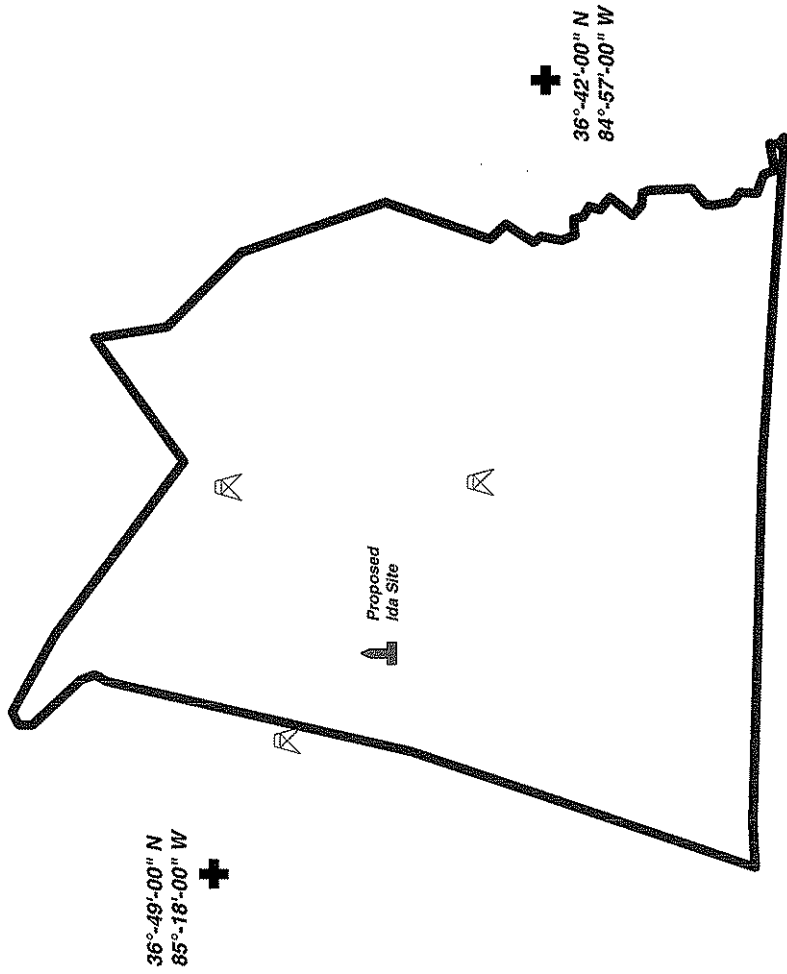 36°-49'-00" N
85°-18'-00" W
Proposed
Ida Site
36°-42'-00" N
84°-57'-00" W